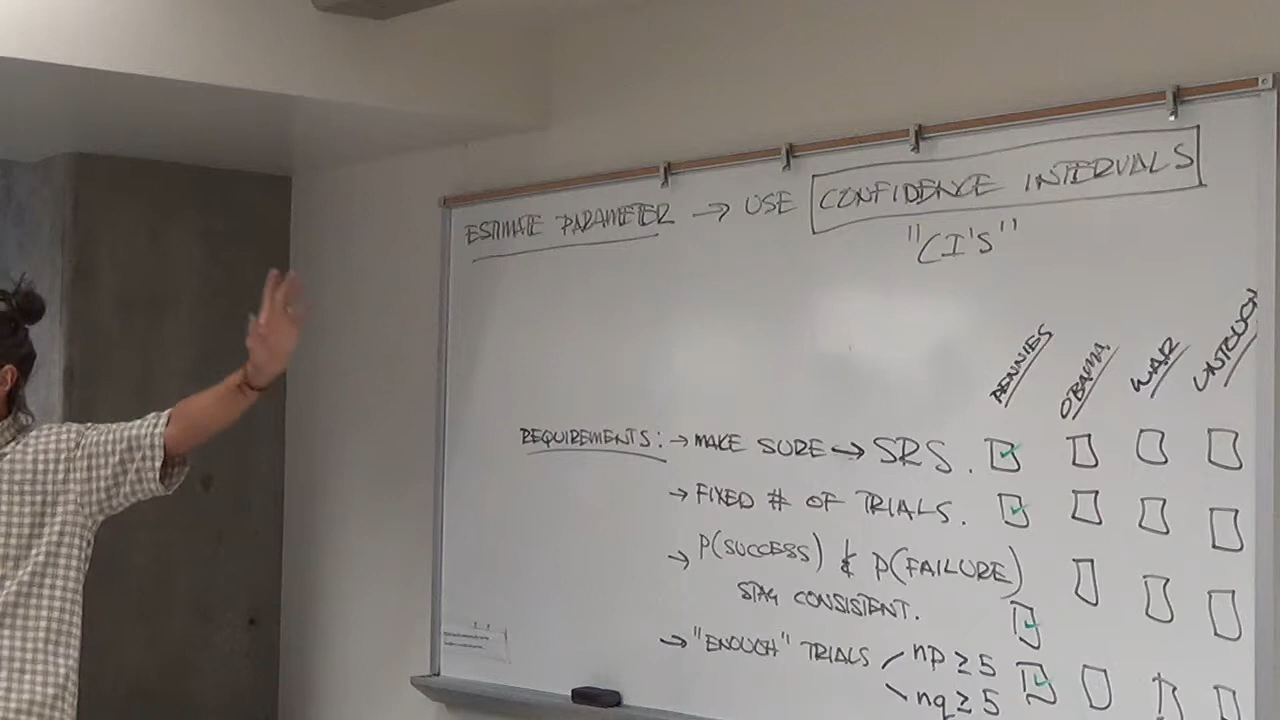 ESTIMATE PARAMETER → USE CONFIDENCE INTERVALS
"CI'S"
PENNIES OBAMA WAR UNTOUCH
REQUIREMENTS: → MAKE SURE → SRS.
→ FIXED # OF TRIALS.
→ P(SUCCESS) & P(FAILURE)
STAY CONSISTENT.
→ "ENOUGH" TRIALS np ≥ 5
nq ≥ 5